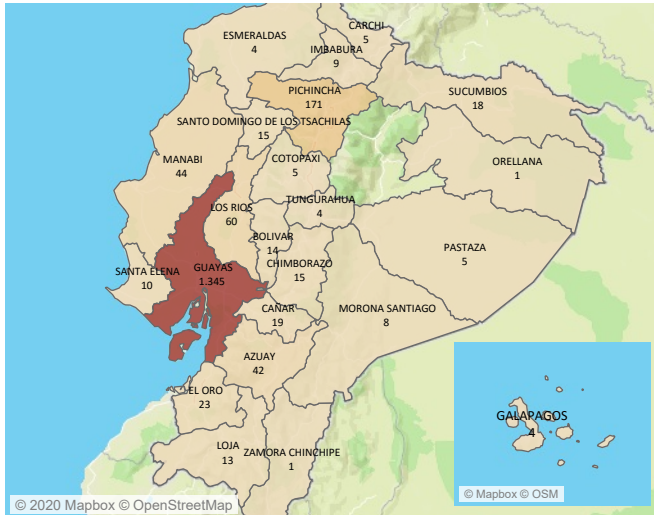 CARCHI
5
ESMERALDAS
4
IMBABURA
9
PICHINCHA
171
SUCUMBIOS
18
SANTO DOMINGO DE LOS TSACHILAS
15
MANABI
44
COTOPAXI
5
ORELLANA
1
TUNGURAHUA
4
LOS RIOS
60
BOLIVAR
14
PASTAZA
5
CHIMBORAZO
15
SANTA ELENA
10
GUAYAS
1.345
MORONA SANTIAGO
8
CAÑAR
19
AZUAY
42
EL ORO
23
GALAPAGOS
4
LOJA
13
ZAMORA CHINCHIPE
1
© Mapbox © OSM
© 2020 Mapbox © OpenStreetMap